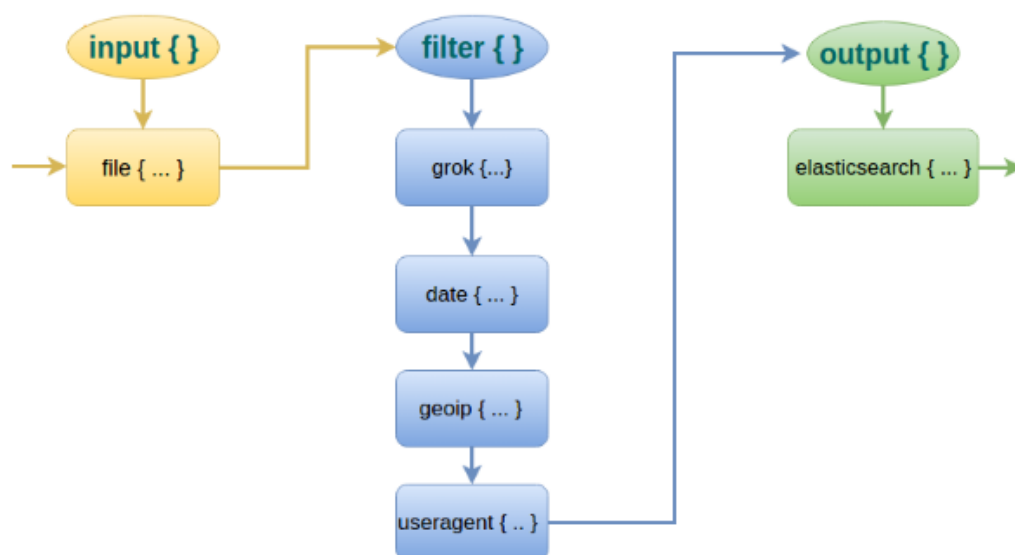 input { }
file { ... }
filter { }
grok {...}
date { ... }
geoip { ... }
useragent { .. }
output { }
elasticsearch { ... }